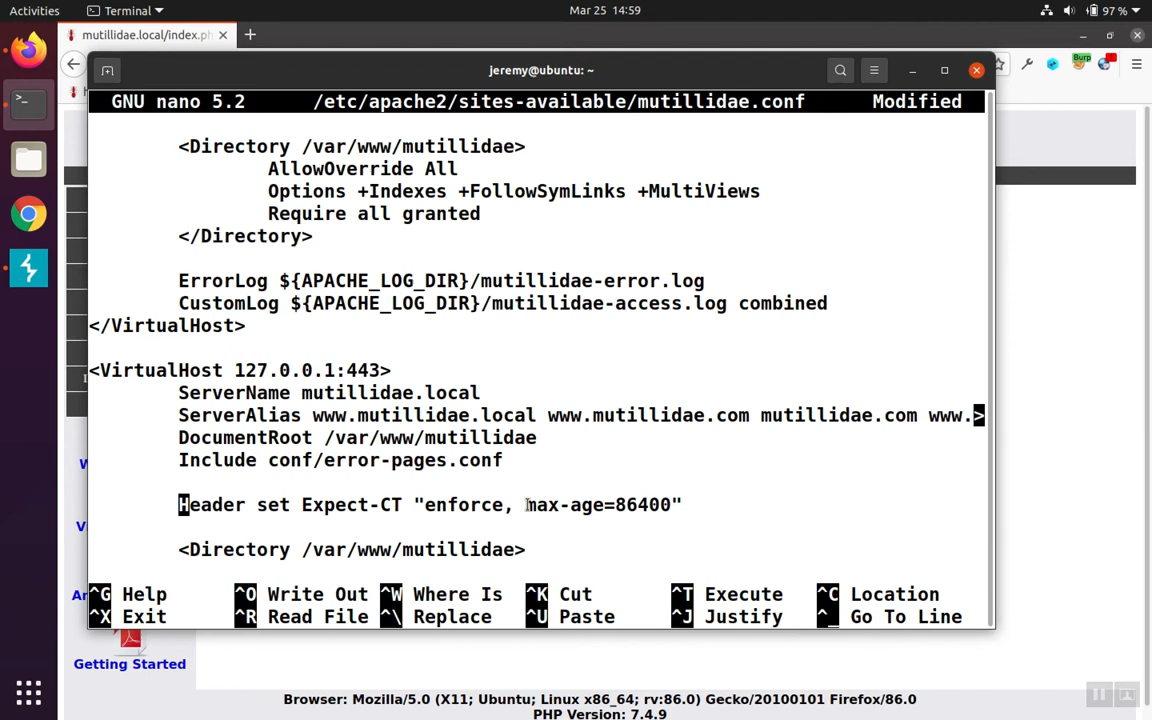 Activities Terminal Mar 25 14:59 97 %
mutillidae.local/index.ph
jeremy@ubuntu: ~
Burp
GNU nano 5.2 /etc/apache2/sites-available/mutillidae.conf Modified
<Directory /var/www/mutillidae>
AllowOverride All
Options +Indexes +FollowSymLinks +MultiViews
Require all granted
</Directory>
ErrorLog ${APACHE_LOG_DIR}/mutillidae-error.log
CustomLog ${APACHE_LOG_DIR}/mutillidae-access.log combined
</VirtualHost>
<VirtualHost 127.0.0.1:443>
ServerName mutillidae.local
ServerAlias www.mutillidae.local www.mutillidae.com mutillidae.com www.>
DocumentRoot /var/www/mutillidae
Include conf/error-pages.conf
Header set Expect-CT "enforce, max-age=86400"
<Directory /var/www/mutillidae>
^G Help ^O Write Out ^W Where Is ^K Cut ^T Execute ^C Location
^X Exit ^R Read File ^\ Replace ^U Paste ^J Justify ^_ Go To Line
Getting Started
Browser: Mozilla/5.0 (X11; Ubuntu; Linux x86_64; rv:86.0) Gecko/20100101 Firefox/86.0
PHP Version: 7.4.9